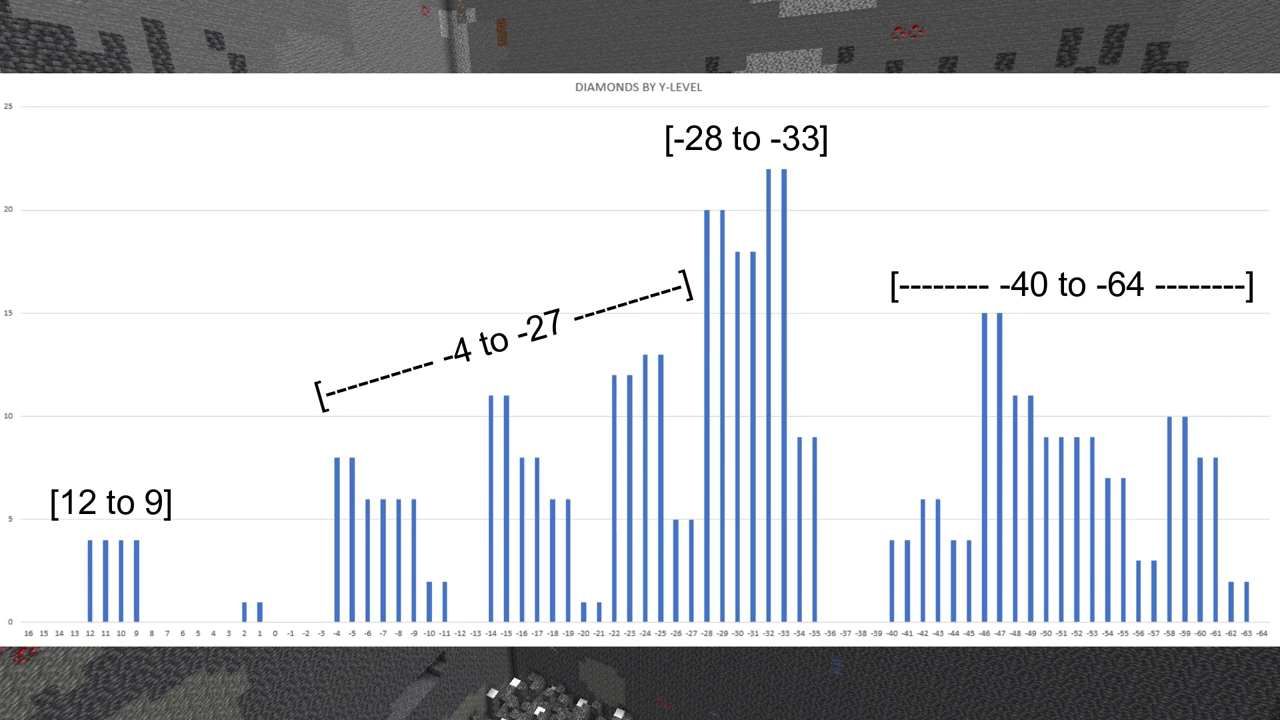 DIAMONDS BY Y-LEVEL
25
[-28 to -33]
20
[-------- -40 to -64 --------]
15
[---------- -4 to -27 ----------]
10
[12 to 9]
5
0
16 15 14 13 12 11 10 9 8 7 6 5 4 3 2 1 0 -1 -2 -3 -4 -5 -6 -7 -8 -9 -10 -11 -12 -13 -14 -15 -16 -17 -18 -19 -20 -21 -22 -23 -24 -25 -26 -27 -28 -29 -30 -31 -32 -33 -34 -35 -36 -37 -38 -39 -40 -41 -42 -43 -44 -45 -46 -47 -48 -49 -50 -51 -52 -53 -54 -55 -56 -57 -58 -59 -60 -61 -62 -63 -64